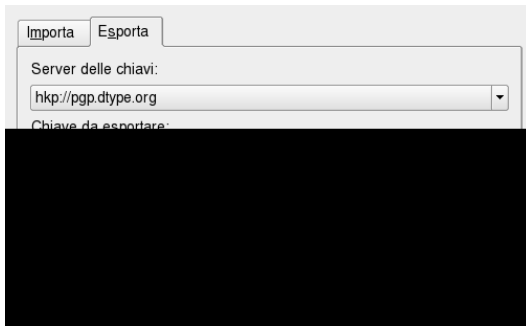 Importa Esporta
Server delle chiavi:
hkp://pgp.dtype.org
Chiave da esportare: